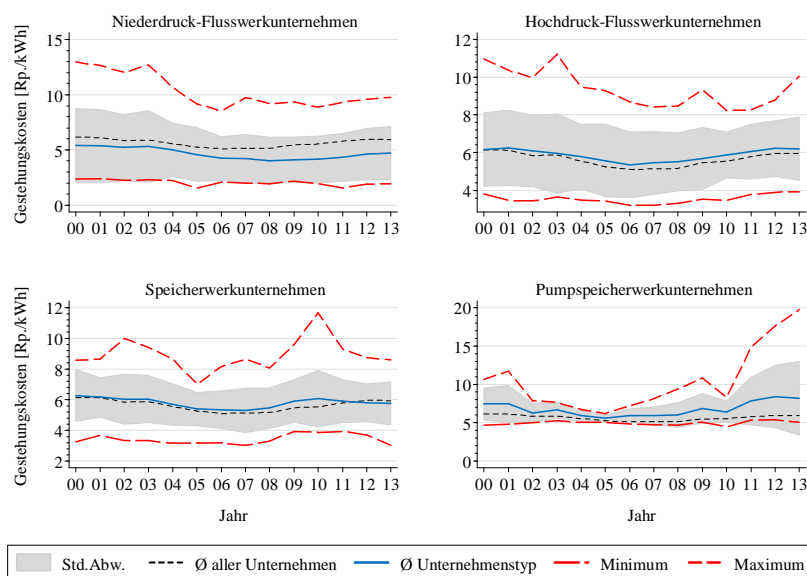 Niederdruck-Flusswerkunternehmen
Gestehungskosten [Rp./kWh]
15
10
5
0
00 01 02 03 04 05 06 07 08 09 10 11 12 13
Hochdruck-Flusswerkunternehmen
12
10
8
6
4
00 01 02 03 04 05 06 07 08 09 10 11 12 13
Speicherwerkunternehmen
Gestehungskosten [Rp./kWh]
12
10
8
6
4
2
00 01 02 03 04 05 06 07 08 09 10 11 12 13
Jahr
Pumpspeicherwerkunternehmen
20
15
10
5
0
00 01 02 03 04 05 06 07 08 09 10 11 12 13
Jahr
Std.Abw. Ø aller Unternehmen Ø Unternehmenstyp Minimum Maximum